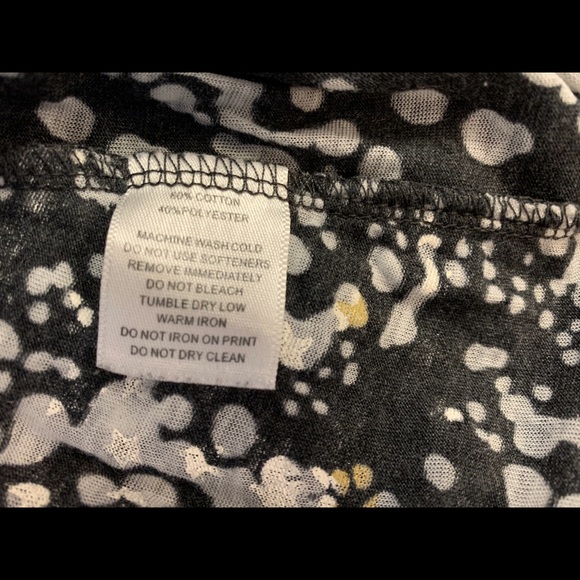 60% COTTON
40%POLYESTER
MACHINE WASH COLD
DO NOT USE SOFTENERS
REMOVE IMMEDIATELY
DO NOT BLEACH
TUMBLE DRY LOW
WARM IRON
DO NOT IRON ON PRINT
DO NOT DRY CLEAN